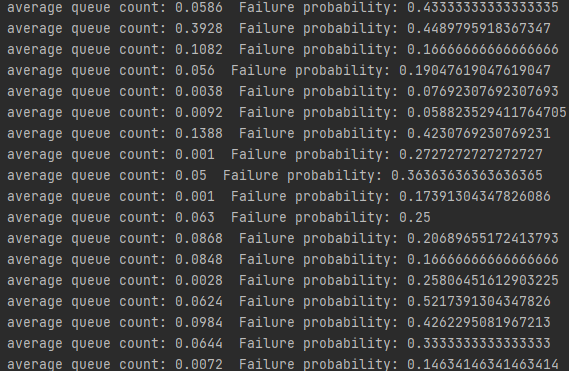 average queue count: 0.0586  Failure probability: 0.43333333333333335
average queue count: 0.3928  Failure probability: 0.4489795918367347
average queue count: 0.1082  Failure probability: 0.16666666666666666
average queue count: 0.056  Failure probability: 0.19047619047619047
average queue count: 0.0038  Failure probability: 0.07692307692307693
average queue count: 0.0092  Failure probability: 0.058823529411764705
average queue count: 0.1388  Failure probability: 0.4230769230769231
average queue count: 0.001  Failure probability: 0.2727272727272727
average queue count: 0.05  Failure probability: 0.36363636363636365
average queue count: 0.001  Failure probability: 0.17391304347826086
average queue count: 0.063  Failure probability: 0.25
average queue count: 0.0868  Failure probability: 0.20689655172413793
average queue count: 0.0848  Failure probability: 0.16666666666666666
average queue count: 0.0028  Failure probability: 0.25806451612903225
average queue count: 0.0624  Failure probability: 0.5217391304347826
average queue count: 0.0984  Failure probability: 0.4262295081967213
average queue count: 0.0644  Failure probability: 0.3333333333333333
average queue count: 0.0072  Failure probability: 0.14634146341463414